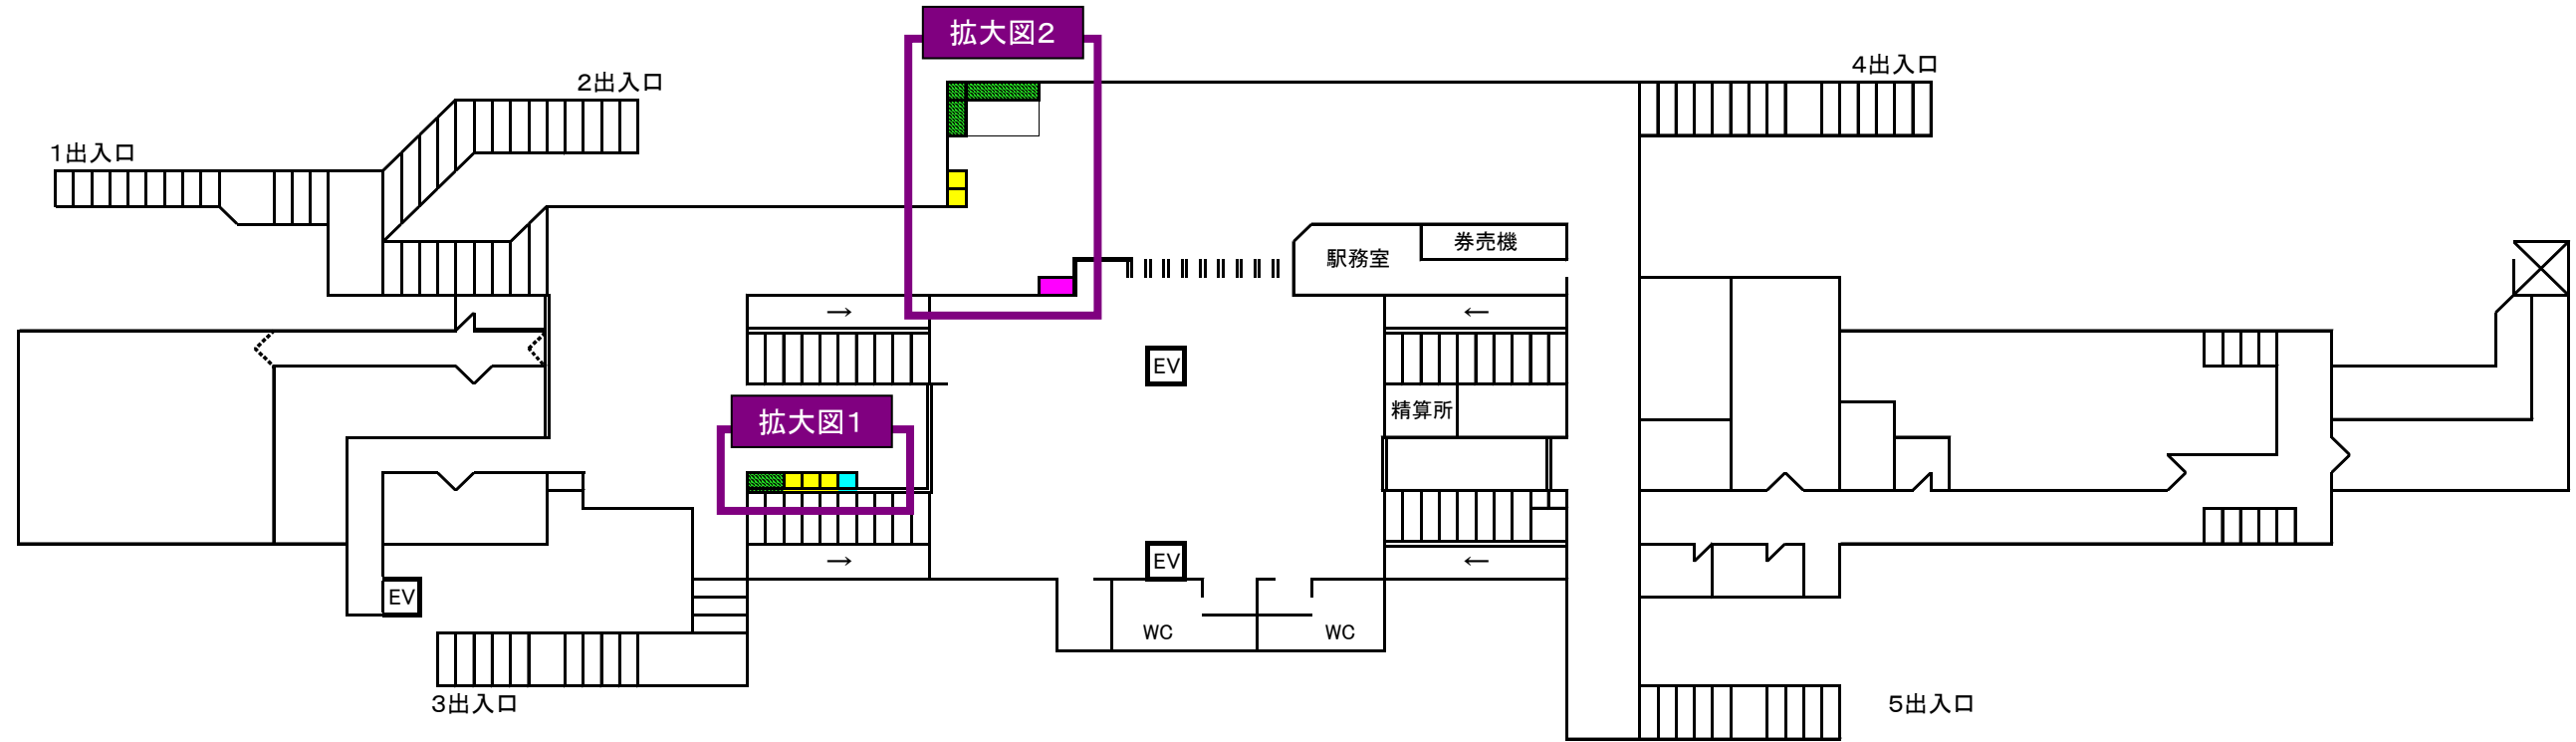 拡大図2
4出入口
2出入口
1出入口
券売機
駅務室
→
←
EV
拡大図1
精算所
EV
→
←
EV
WC
WC
3出入口
5出入口